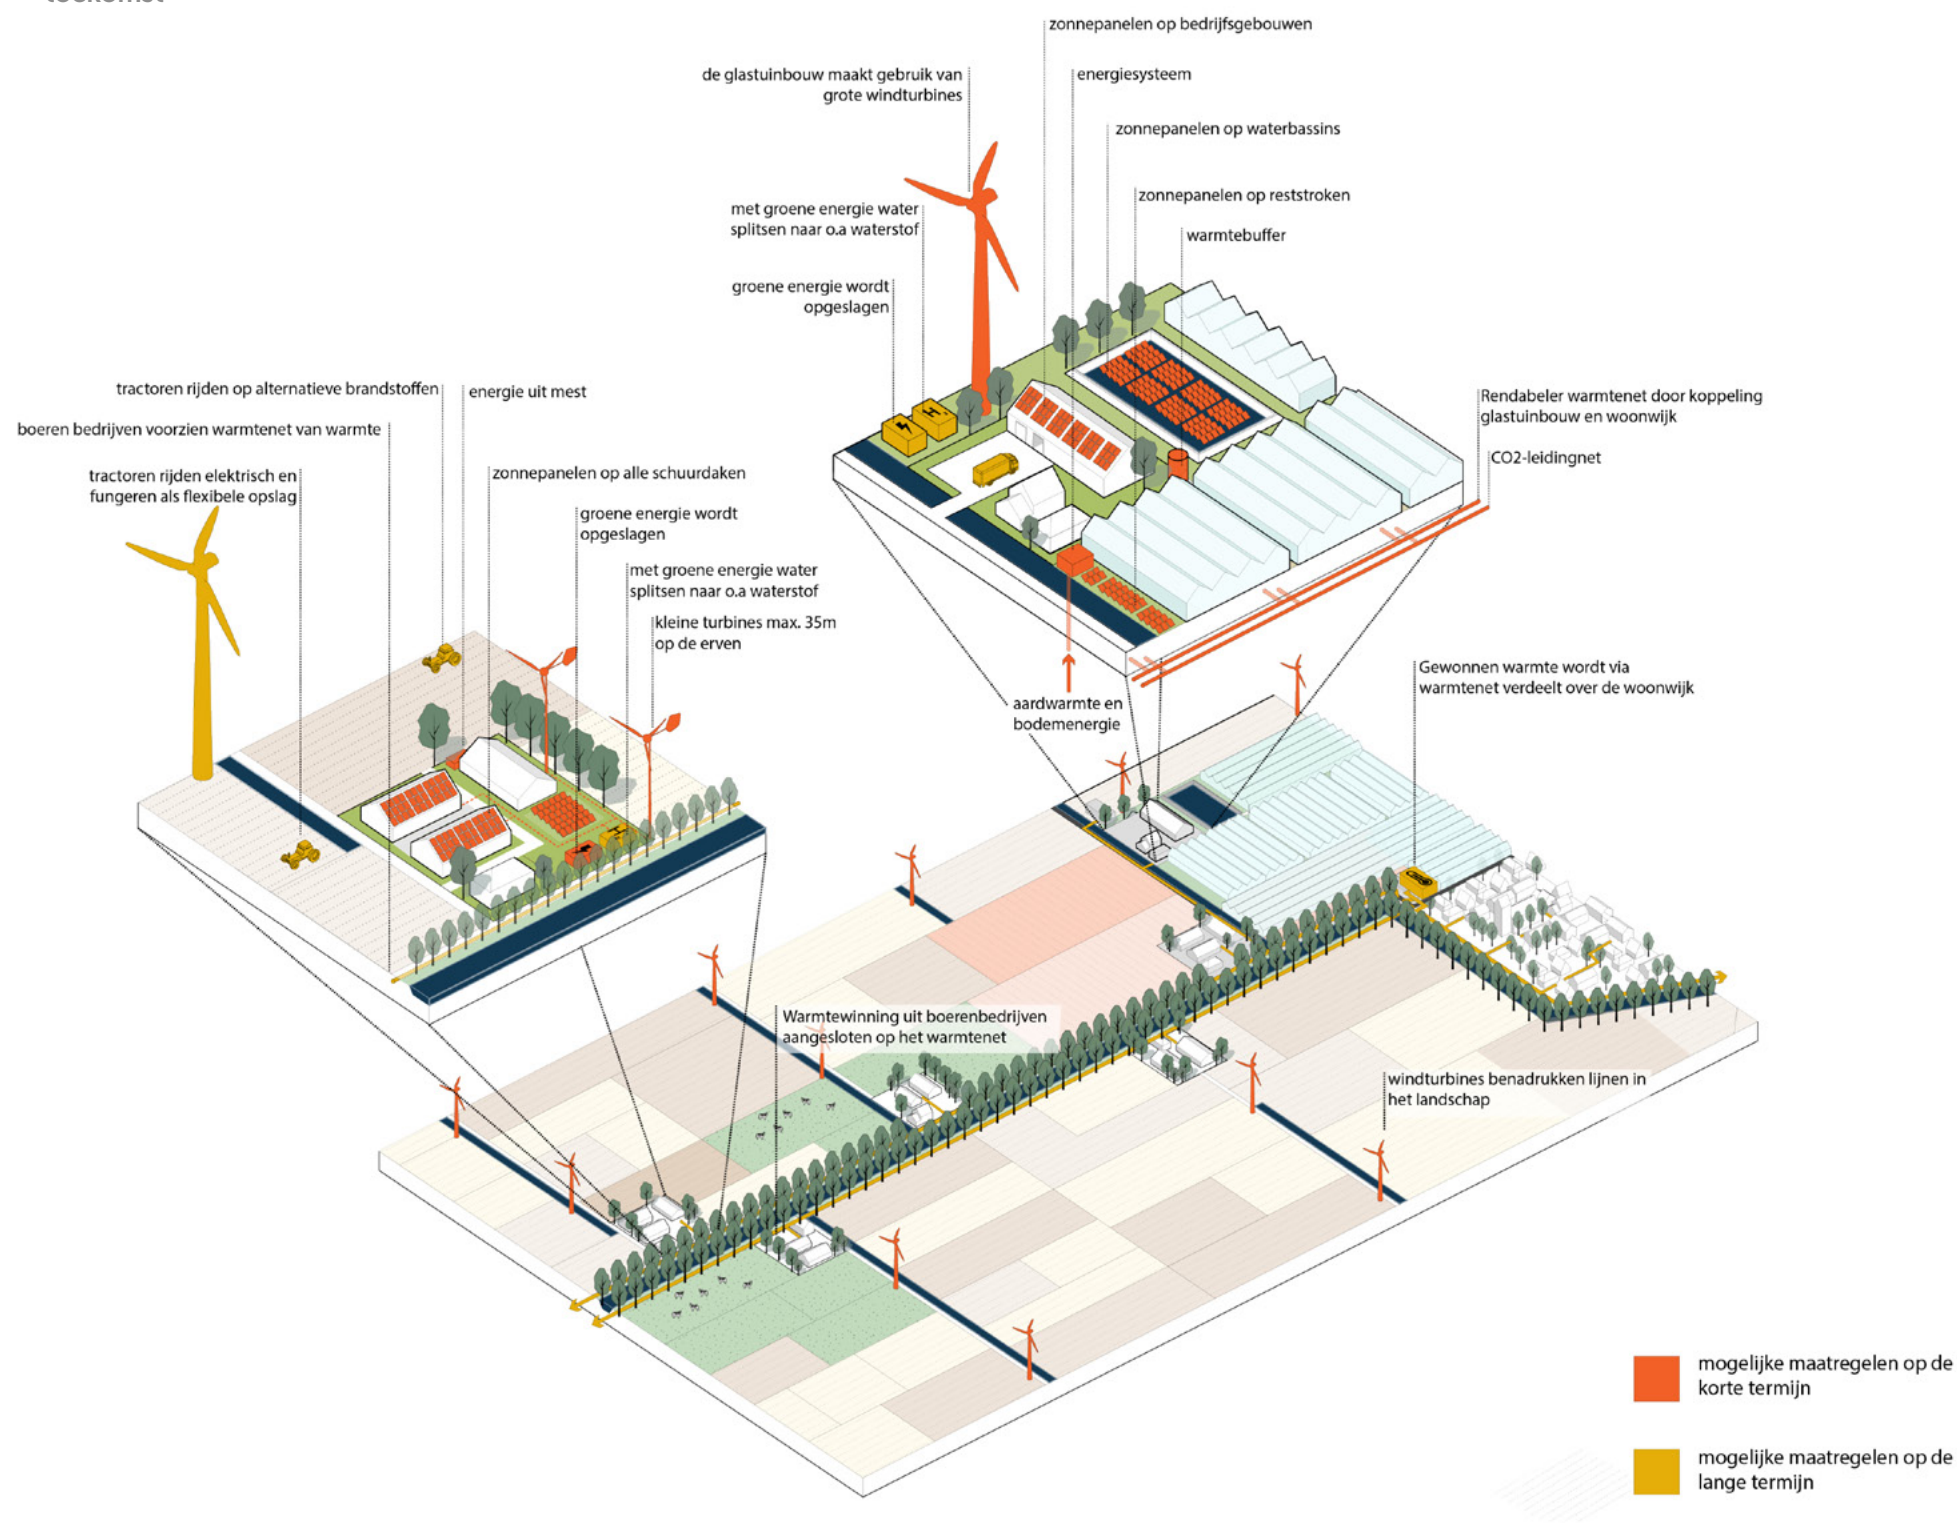 zonnepanelen op bedrijfsgebouwen
de glastuinbouw maakt gebruik van
grote windturbines
energiesysteem
zonnepanelen op waterbassins
zonnepanelen op reststroken
met groene energie water
splitsen naar o.a waterstof
warmtebuffer
groene energie wordt
opgeslagen
tractoren rijden op alternatieve brandstoffen
energie uit mest
boeren bedrijven voorzien warmtenet van warmte
tractoren rijden elektrisch en
fungeren als flexibele opslag
zonnepanelen op alle schuurdaken
groene energie wordt
opgeslagen
met groene energie water
splitsen naar o.a waterstof
kleine turbines max. 35m
op de erven
Rendabeler warmtenet door koppeling
glastuinbouw en woonwijk
CO2-leidingnet
aardwarmte en
bodemenergie
Gewonnen warmte wordt via
warmtenet verdeelt over de woonwijk
Warmtewinning uit boerenbedrijven
aangesloten op het warmtenet
windturbines benadrukken lijnen in
het landschap
mogelijke maatregelen op de
korte termijn
mogelijke maatregelen op de
lange termijn